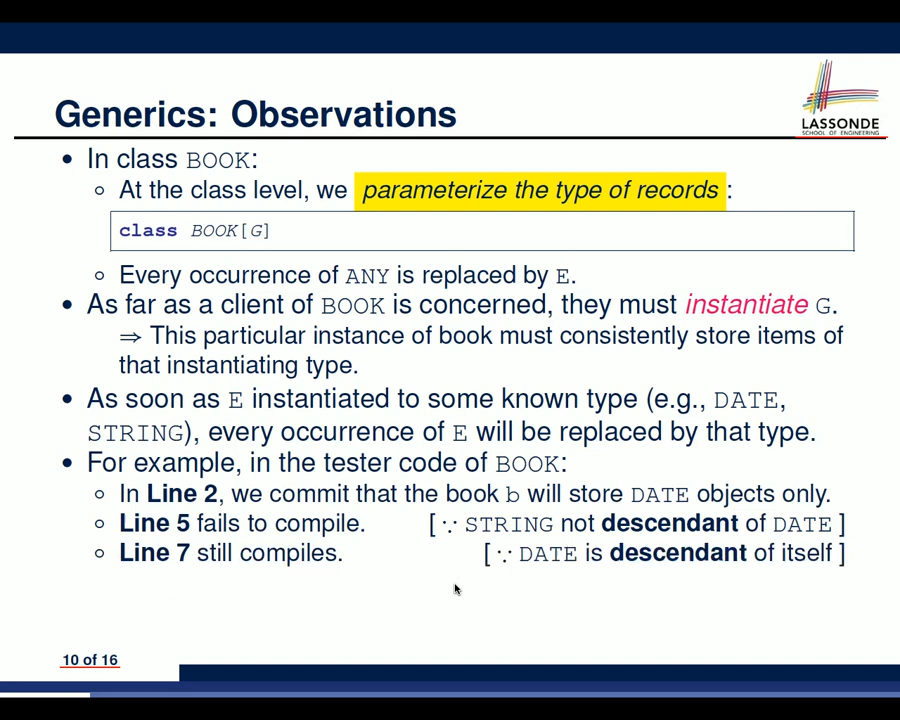 LASSONDE
SCHOOL OF ENGINEERING
Generics: Observations
• In class BOOK:
◦ At the class level, we parameterize the type of records :
class BOOK[G]
◦ Every occurrence of ANY is replaced by E.
• As far as a client of BOOK is concerned, they must instantiate G.
⇒ This particular instance of book must consistently store items of
that instantiating type.
• As soon as E instantiated to some known type (e.g., DATE,
STRING), every occurrence of E will be replaced by that type.
• For example, in the tester code of BOOK:
◦ In Line 2, we commit that the book b will store DATE objects only.
◦ Line 5 fails to compile. [ ∵ STRING not descendant of DATE ]
◦ Line 7 still compiles. [ ∵ DATE is descendant of itself ]
10 of 16